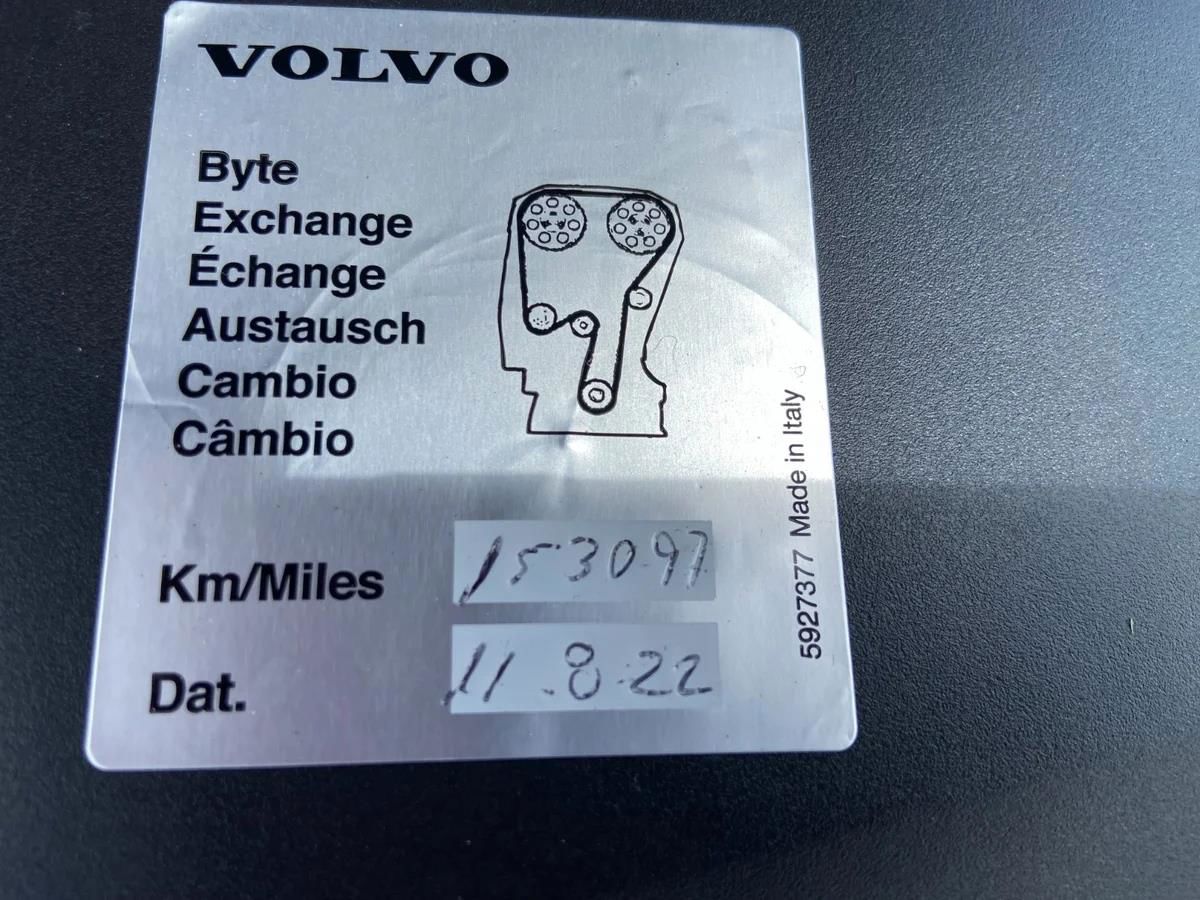 VOLVO
Byte
Exchange
Échange
Austausch
Cambio
Câmbio
Km/Miles 153097
Dat. 11.8.22
5927377 Made in Italy